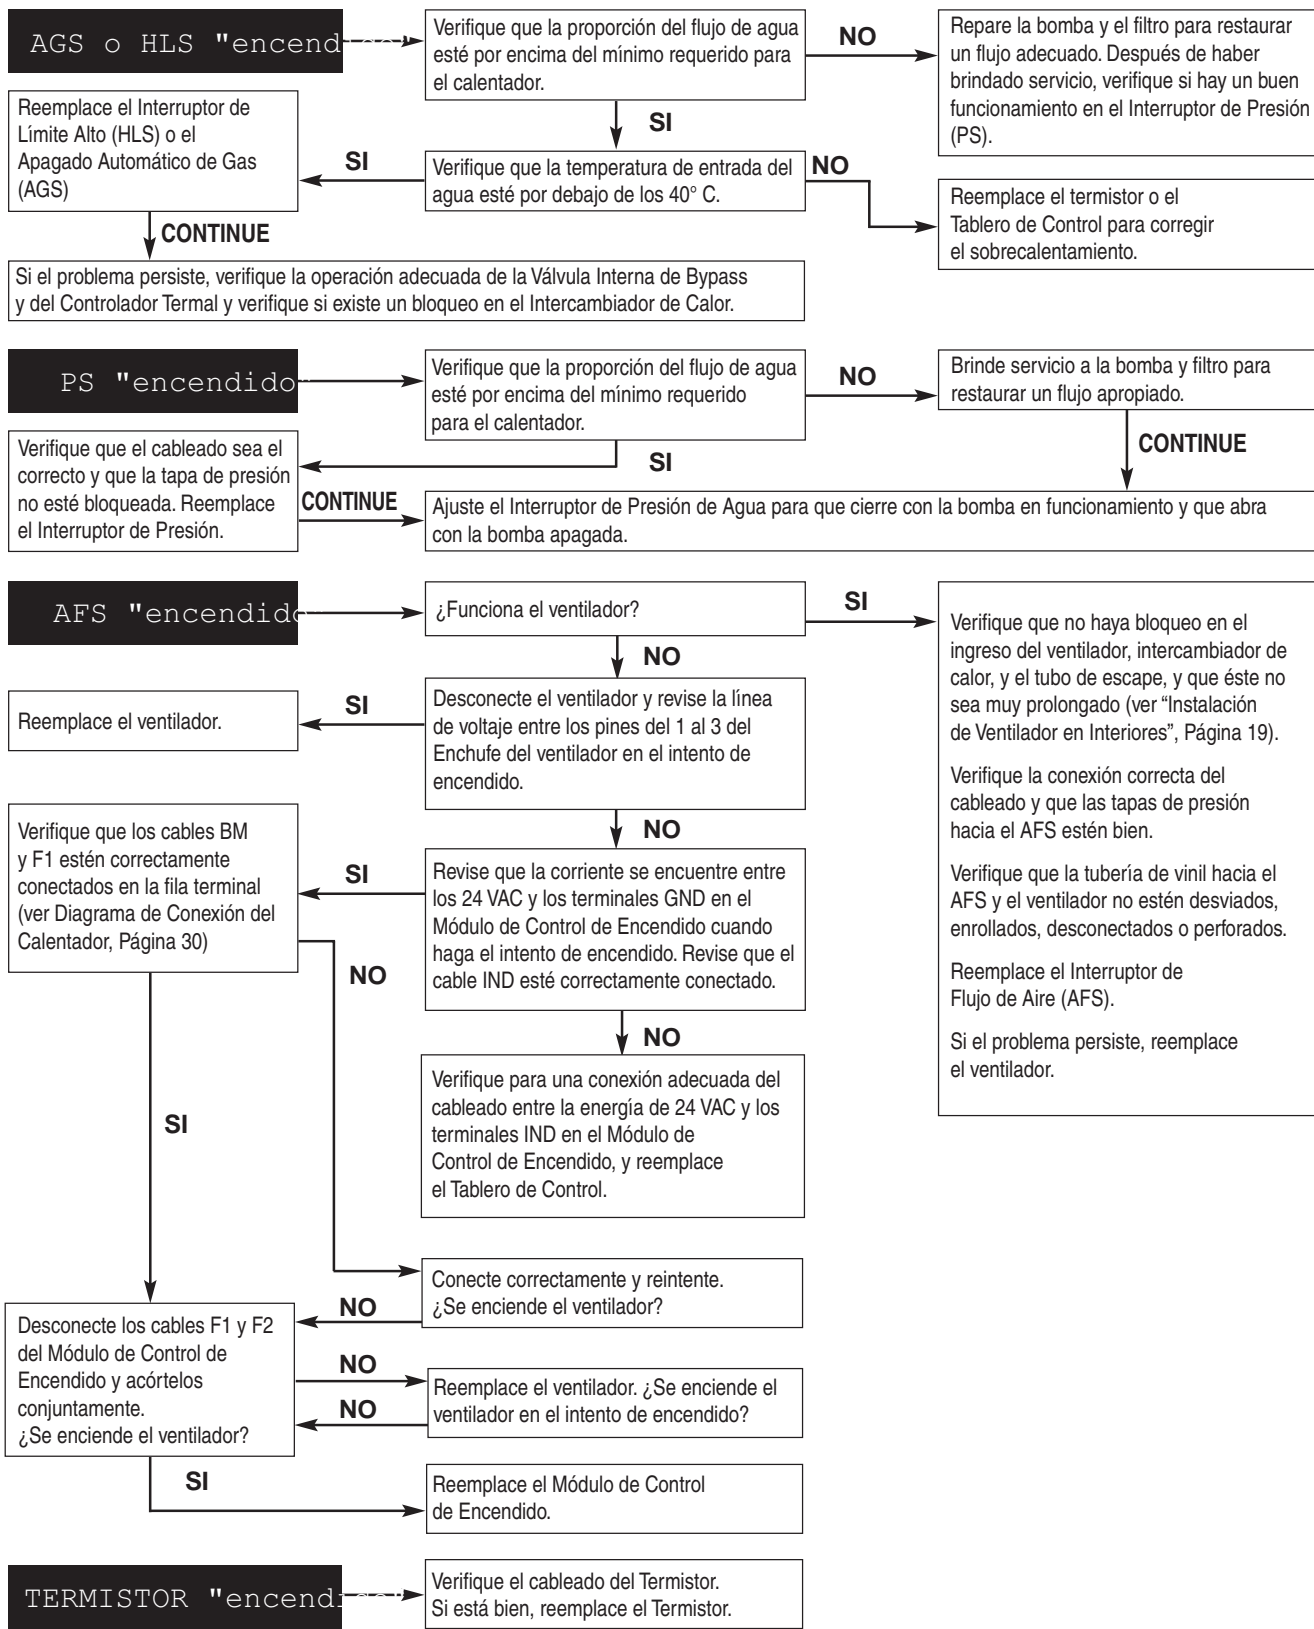 AGS o HLS "encendido"
Verifique que la proporción del flujo de agua
esté por encima del mínimo requerido para
el calentador.
NO
Repare la bomba y el filtro para restaurar
un flujo adecuado. Después de haber
brindado servicio, verifique si hay un buen
funcionamiento en el Interruptor de Presión
(PS).
SI
Reemplace el Interruptor de
Límite Alto (HLS) o el
Apagado Automático de Gas
(AGS)
SI
Verifique que la temperatura de entrada del
agua esté por debajo de los 40° C.
NO
Reemplace el termistor o el
Tablero de Control para corregir
el sobrecalentamiento.
CONTINUE
Si el problema persiste, verifique la operación adecuada de la Válvula Interna de Bypass
y del Controlador Termal y verifique si existe un bloqueo en el Intercambiador de Calor.
PS "encendido"
Verifique que la proporción del flujo de agua
esté por encima del mínimo requerido
para el calentador.
NO
Brinde servicio a la bomba y filtro para
restaurar un flujo apropiado.
CONTINUE
SI
Verifique que el cableado sea el
correcto y que la tapa de presión
no esté bloqueada. Reemplace
el Interruptor de Presión.
CONTINUE
Ajuste el Interruptor de Presión de Agua para que cierre con la bomba en funcionamiento y que abra
con la bomba apagada.
AFS "encendido"
¿Funciona el ventilador?
SI
Verifique que no haya bloqueo en el
ingreso del ventilador, intercambiador de
calor, y el tubo de escape, y que éste no
sea muy prolongado (ver “Instalación
de Ventilador en Interiores”, Página 19).
Verifique la conexión correcta del
cableado y que las tapas de presión
hacia el AFS estén bien.
Verifique que la tubería de vinil hacia el
AFS y el ventilador no estén desviados,
enrollados, desconectados o perforados.
Reemplace el Interruptor de
Flujo de Aire (AFS).
Si el problema persiste, reemplace
el ventilador.
NO
Reemplace el ventilador.
SI
Desconecte el ventilador y revise la línea
de voltaje entre los pines del 1 al 3 del
Enchufe del ventilador en el intento de
encendido.
NO
Verifique que los cables BM
y F1 estén correctamente
conectados en la fila terminal
(ver Diagrama de Conexión del
Calentador, Página 30)
SI
Revise que la corriente se encuentre entre
los 24 VAC y los terminales GND en el
Módulo de Control de Encendido cuando
haga el intento de encendido. Revise que el
cable IND esté correctamente conectado.
NO
NO
Verifique para una conexión adecuada del
cableado entre la energía de 24 VAC y los
terminales IND en el Módulo de
Control de Encendido, y reemplace
el Tablero de Control.
SI
Conecte correctamente y reintente.
¿Se enciende el ventilador?
NO
Desconecte los cables F1 y F2
del Módulo de Control de
Encendido y acórtelos
conjuntamente.
¿Se enciende el ventilador?
NO
NO
Reemplace el ventilador. ¿Se enciende el
ventilador en el intento de encendido?
SI
Reemplace el Módulo de Control
de Encendido.
TERMISTOR "encendido"
Verifique el cableado del Termistor.
Si está bien, reemplace el Termistor.